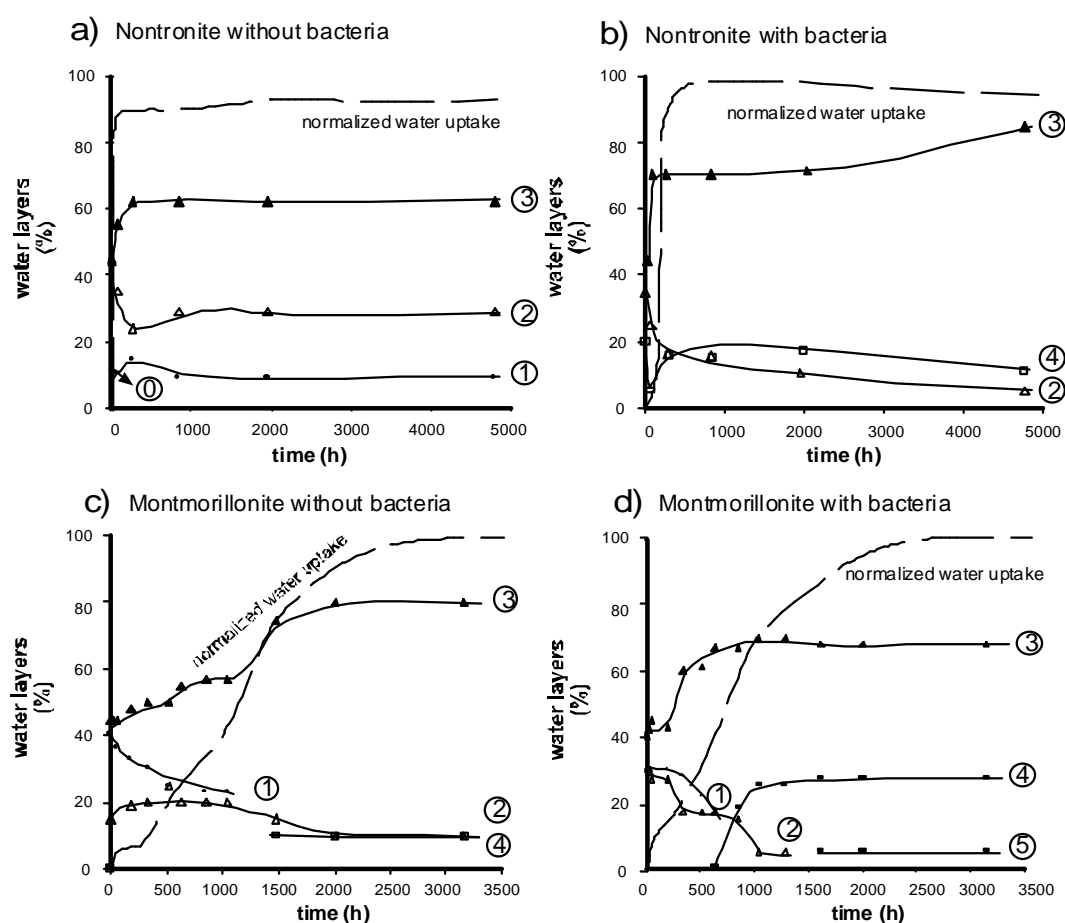 a) Nontronite without bacteria
100
80
60
40
20
0
water layers
(%)
normalized water uptake
3
2
1
0
0 1000 2000 3000 4000 5000
time (h)
b) Nontronite with bacteria
100
80
60
40
20
0
water layers
(%)
normalized water uptake
3
4
2
0 1000 2000 3000 4000 5000
time (h)
c) Montmorillonite without bacteria
100
80
60
40
20
0
water layers
(%)
normalized water uptake
3
1
2
4
0 500 1000 1500 2000 2500 3000 3500
time (h)
d) Montmorillonite with bacteria
100
80
60
40
20
0
water layers
(%)
normalized water uptake
3
4
1
2
5
0 500 1000 1500 2000 2500 3000 3500
time (h)